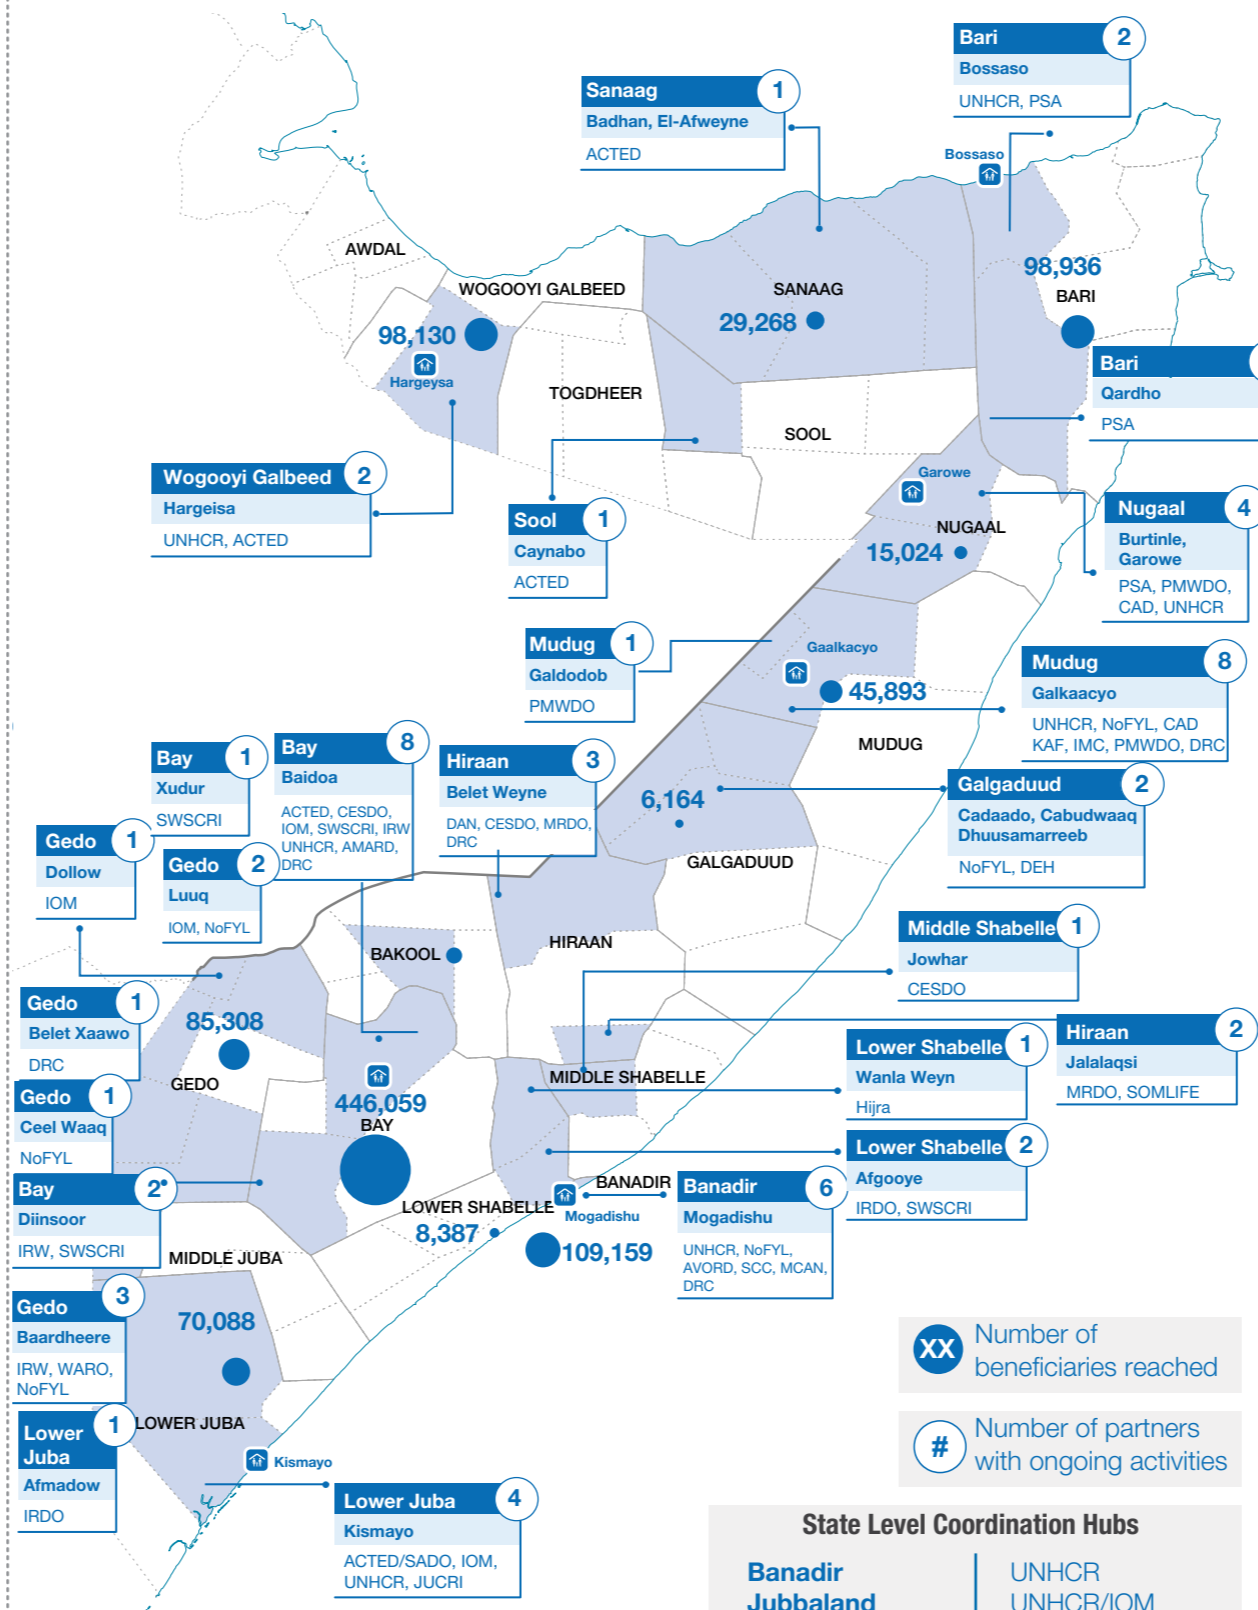 Bari
2
Bossaso
UNHCR, PSA
Sanaag
1
Badhan, El-Afweyne
ACTED
Bossaso
AWDAL
WOGOOYI GALBEED
SANAAG
98,936
BARI
98,130
29,268
Hargeysa
Bari
Qardho
PSA
TOGDHEER
SOOL
Wogooyi Galbeed
2
Hargeisa
UNHCR, ACTED
Garowe
Sool
1
Caynabo
ACTED
NUGAAL
15,024
Nugaal
4
Burtinle,
Garowe
PSA, PMWDO,
CAD, UNHCR
Mudug
1
Galdodob
PMWDO
Gaalkacyo
45,893
MUDUG
Mudug
8
Galkaacyo
UNHCR, NoFYL, CAD
KAF, IMC, PMWDO, DRC
Bay
1
Xudur
SWSCRI
Bay
8
Baidoa
ACTED, CESDO,
IOM, SWSCRI, IRW
UNHCR, AMARD,
DRC
Hiraan
3
Belet Weyne
DAN, CESDO, MRDO,
DRC
6,164
GALGADUUD
Galgaduud
2
Cadaado, Cabudwaaq
Dhuusamarreeb
NoFYL, DEH
Gedo
1
Dollow
IOM
Gedo
2
Luuq
IOM, NoFYL
BAKOOL
HIRAAN
Middle Shabelle
1
Jowhar
CESDO
Gedo
1
Belet Xaawo
DRC
85,308
GEDO
446,059
BAY
MIDDLE SHABELLE
Lower Shabelle
1
Wanla Weyn
Hijra
Hiraan
2
Jalalaqsi
MRDO, SOMLIFE
Gedo
1
Ceel Waaq
NoFYL
Lower Shabelle
2
Afgooye
IRDO, SWSCRI
Bay
2
Diinsoor
IRW, SWSCRI
BANADIR
Mogadishu
Banadir
6
Mogadishu
UNHCR, NoFYL,
AVORD, SCC, MCAN,
DRC
LOWER SHABELLE
8,387
109,159
MIDDLE JUBA
Gedo
3
Baardheere
IRW, WARO,
NoFYL
70,088
LOWER JUBA
Lower
Juba
1
Afmadow
IRDO
Kismayo
Lower Juba
4
Kismayo
ACTED/SADO, IOM,
UNHCR, JUCRI
XX
Number of
beneficiaries reached
#
Number of partners
with ongoing activities
State Level Coordination Hubs
Banadir UNHCR
Jubbaland UNHCR/IOM